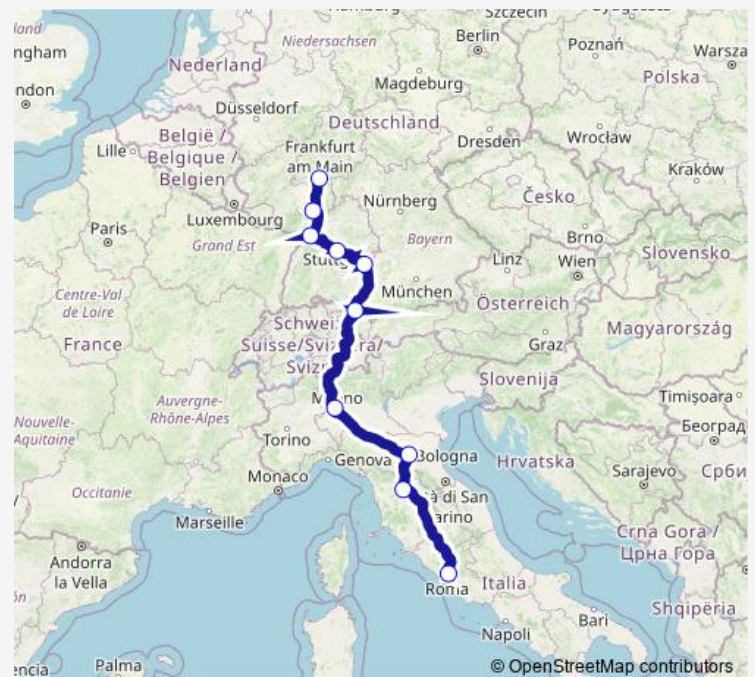 Szczecin
Berlin
Poznań
Niedersachsen
ngham
Nederland
Warsza
ndon
Magdeburg
Polska
Düsseldorf
Deutschland
België /
Belgique /
Belgien
Lille
Frankfurt
am Main
Dresden
Wrocław
Kraków
Luxembourg
Nürnberg
Česko
Paris
Grand Est
Bayern
Brno
Slovensko
Linz
Wien
Centre-Val
de Loire
München
Österreich
Magyarország
France
Suisse/
Graz
Slovenija
Auvergne-
Rhône-Alpes
Timișoara
Nouvelle-
Aquitaine
Torino
Београд
Genova
Bologna
Hrvatska
Monaco
Sarajevo
Occitanie
Marseille
Crna Gora /
Црна Гора
Andorra
la Vella
Roma
Italia
Shqipëria
Bari
Napoli
Palma
© OpenStreetMap contributors